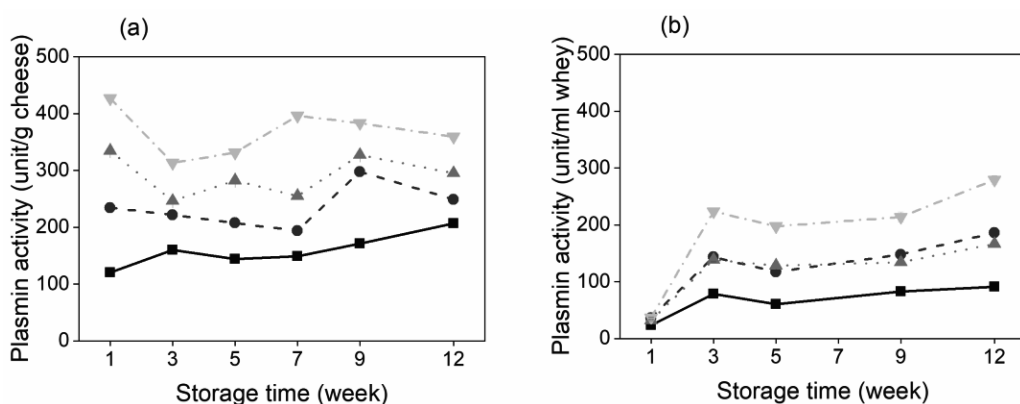 (a)
Plasmin activity (unit/g cheese)
500
400
300
200
100
0
1 3 5 7 9 12
Storage time (week)
(b)
Plasmin activity (unit/ml whey)
500
400
300
200
100
0
1 3 5 7 9 12
Storage time (week)